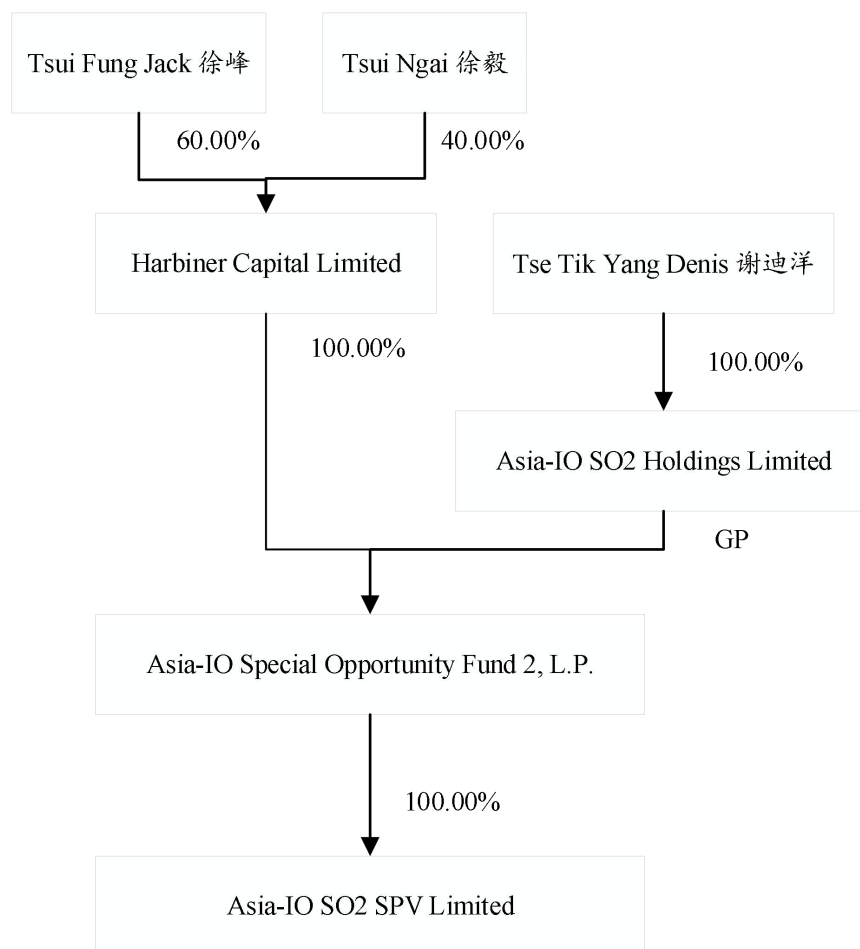 Tsui Fung Jack 徐峰
Tsui Ngai 徐毅
60.00%
40.00%
Harbiner Capital Limited
Tse Tik Yang Denis 谢迪洋
100.00%
100.00%
Asia-IO SO2 Holdings Limited
GP
Asia-IO Special Opportunity Fund 2, L.P.
100.00%
Asia-IO SO2 SPV Limited